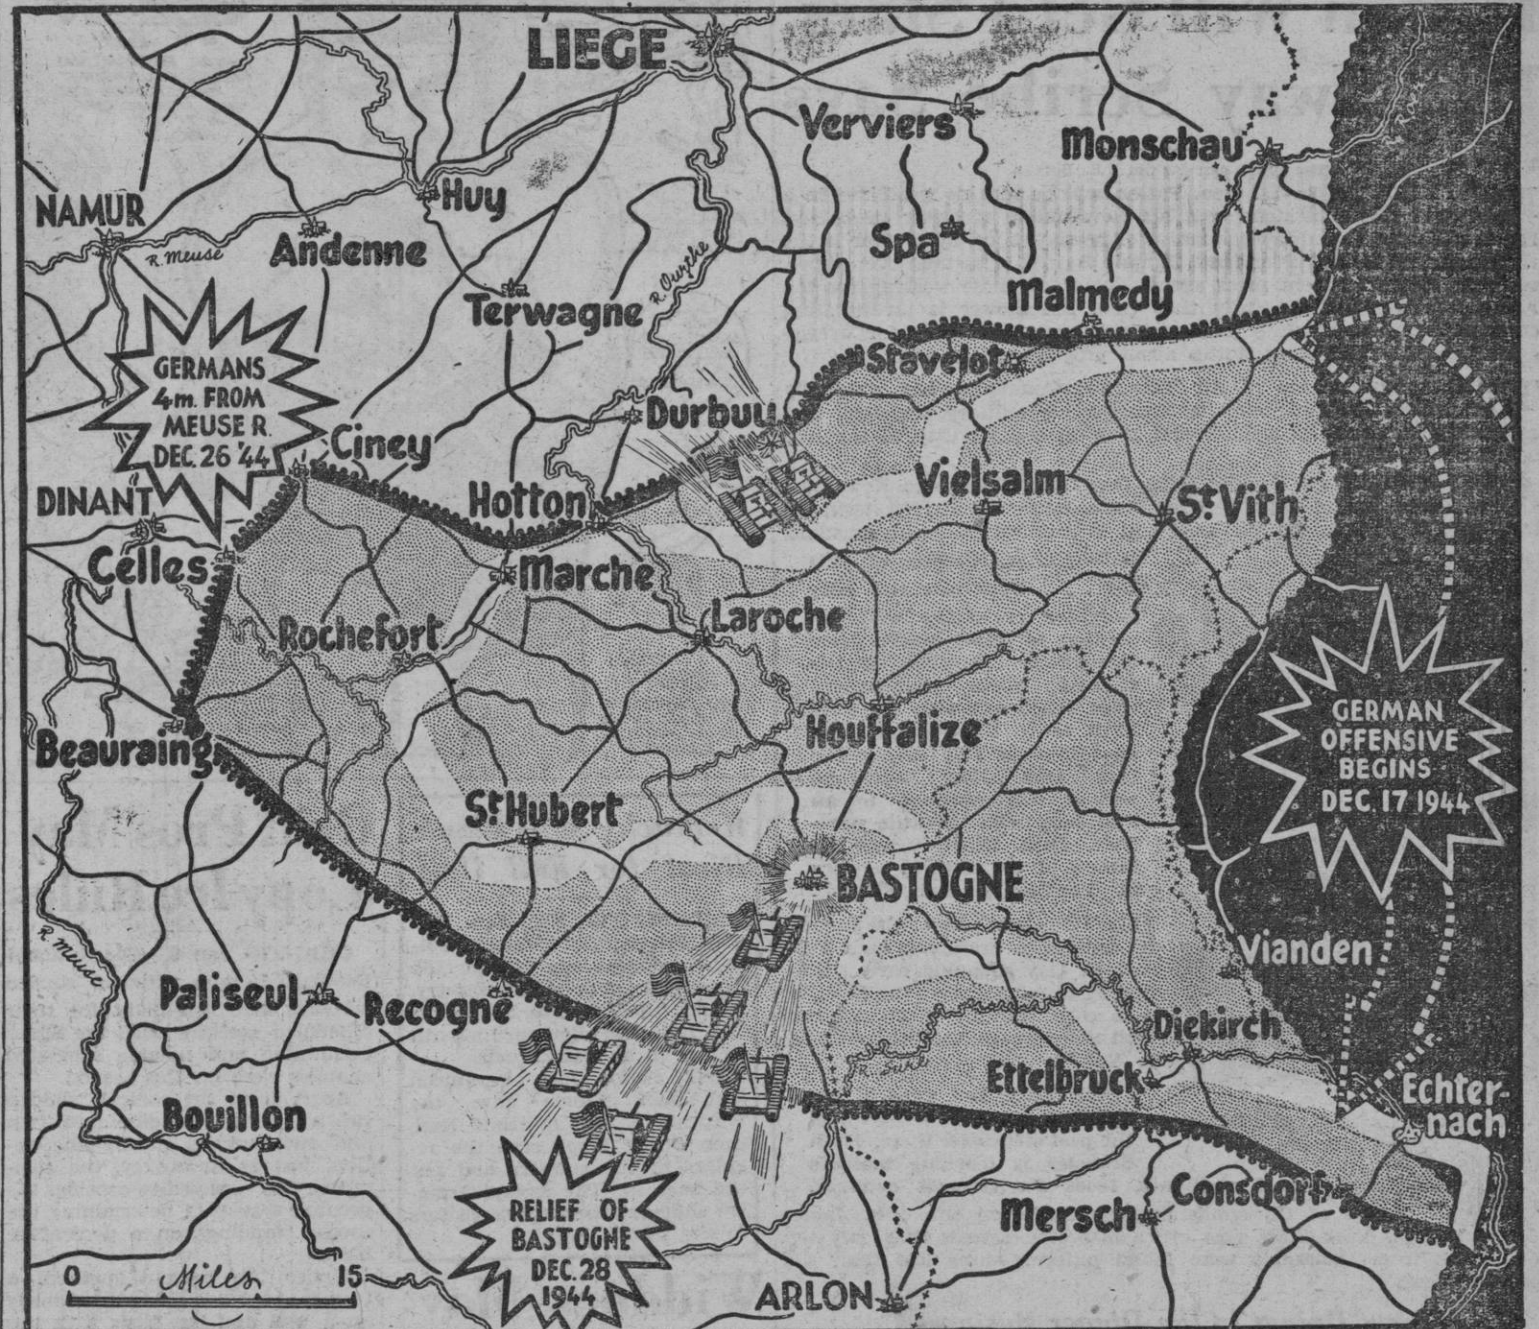 LIEGE
Verviers
Monschau
R. Roer
NAMUR
Huy
R. Meuse
Andenne
Spa
R. Ourthe
Terwagne
Malmedy
GERMANS
4m. FROM
MEUSE R.
DEC. 26 '44
Stavelot
Durbuy
Ciney
DINANT
Hotton
Vielsalm
St Vith
Celles
Marche
Laroche
Rochefort
Beauraing
Houffalize
GERMAN
OFFENSIVE
BEGINS
DEC. 17 1944
St Hubert
BASTOGNE
R. Meuse
Vianden
Paliseul
Recogne
Diekirch
R. Sure
Ettelbruck
Echter-
nach
Bouillon
Consdorf
Mersch
RELIEF OF
BASTOGNE
DEC. 28
1944
0 Miles 15
ARLON